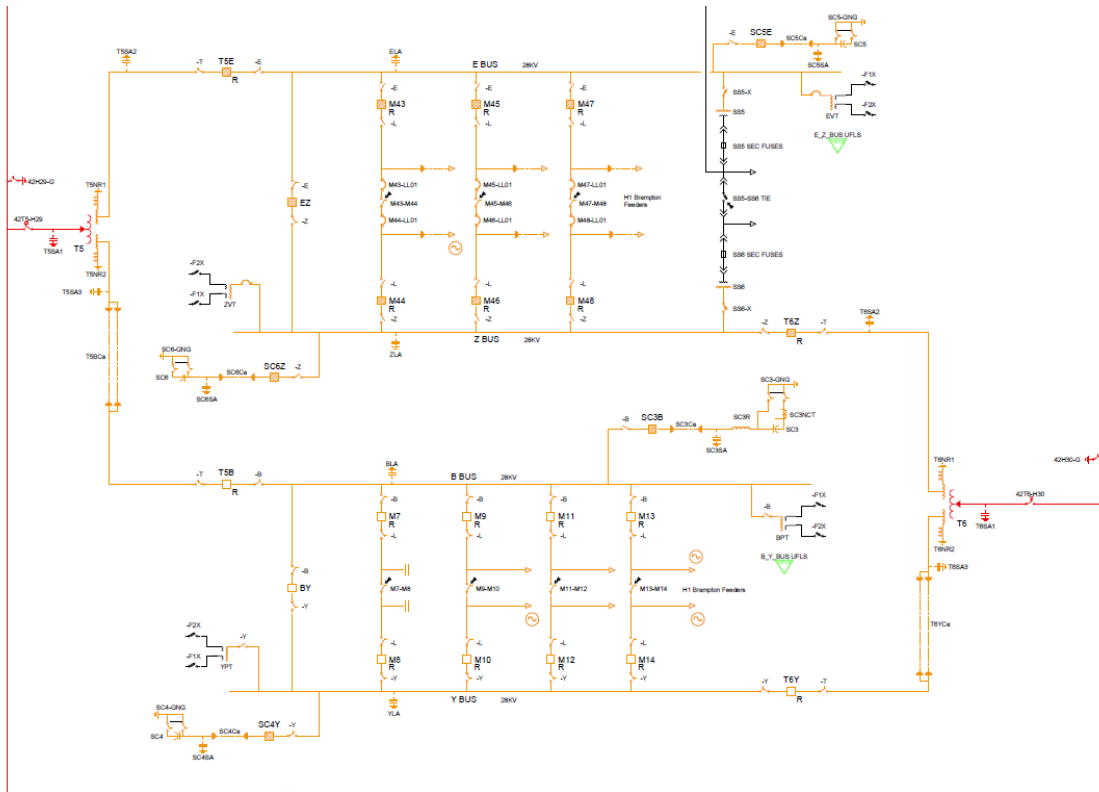 SC5-GNG
T5SA2
ELA
-E SC5E SC5Ca SC5
SC5SA
-T T5E -E
R
E BUS 28KV
-F1X
-E -E -E
SS5-X
M43 M45 M47
R R R
SS5
EVT
-F2X
-L -L -L
E_Z_BUS UFLS
SS5 SEC FUSES
42H29-G
T5NR1
M43-LL01 M45-LL01 M47-LL01
-E
EZ
M43-M44 M45-M46 M47-M48
H1 Brampton
Feeders
SS5-SS6 TIE
-Z
M44-LL01 M46-LL01 M48-LL01
42T5-H29
T5SA1
T5
T5NR2
SS6 SEC FUSES
-F2X
T5SA3
-F1X
ZVT
-L -L -L
SS6
M44 M46 M48
R R R
SS6-X
-Z -Z -Z
T6SA2
-Z T6Z -T
R
Z BUS 28KV
ZLA
T5BCa
SC6-GNG
SC6 SC6Ca SC6Z -Z
SC6SA
SC3-GNG
-B SC3B SC3Ca SC3R SC3NCT
SC3
SC3SA
BLA
42H30-G
T6NR1
-T T5B -B
R
B BUS 28KV
-B -B -B -B
42T6-H30
-F1X
M7 M9 M11 M13
R R R R
-B
BPT
-F2X
T6SA1
T6
-L -L -L -L
T6NR2
B_Y_BUS UFLS
T6SA3
-B
BY
M7-M8 M9-M10 M11-M12 M13-M14 H1 Brampton Feeders
-Y
T6YCa
-F2X
-Y
-F1X
YPT
-L -L -L -L
M8 M10 M12 M14
R R R R
-Y -Y -Y -Y
-Y T6Y -T
R
Y BUS 28KV
YLA
SC4-GNG
SC4 SC4Ca SC4Y -Y
SC4SA